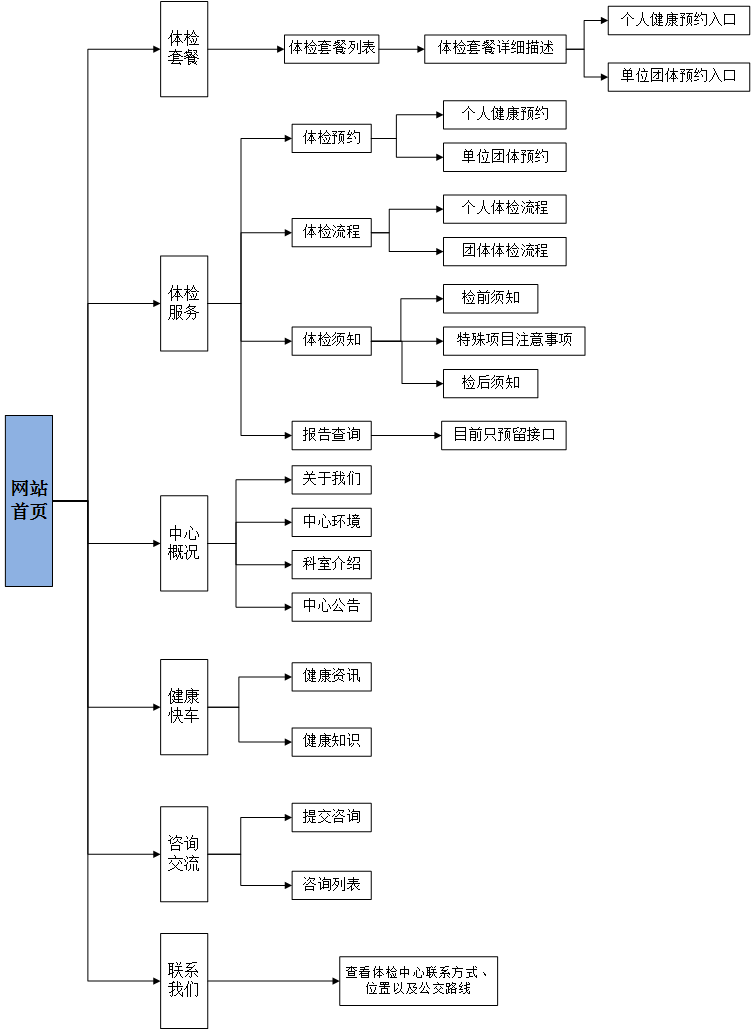 体检
套餐
体检套餐列表
体检套餐详细描述
个人健康预约入口
单位团体预约入口
体检
服务
体检预约
个人健康预约
单位团体预约
体检流程
个人体检流程
团体体检流程
体检须知
检前须知
特殊项目注意事项
检后须知
报告查询
目前只预留接口
网站
首页
中心
概况
关于我们
中心环境
科室介绍
中心公告
健康
快车
健康资讯
健康知识
咨询
交流
提交咨询
咨询列表
联系
我们
查看体检中心联系方式、
位置以及公交路线